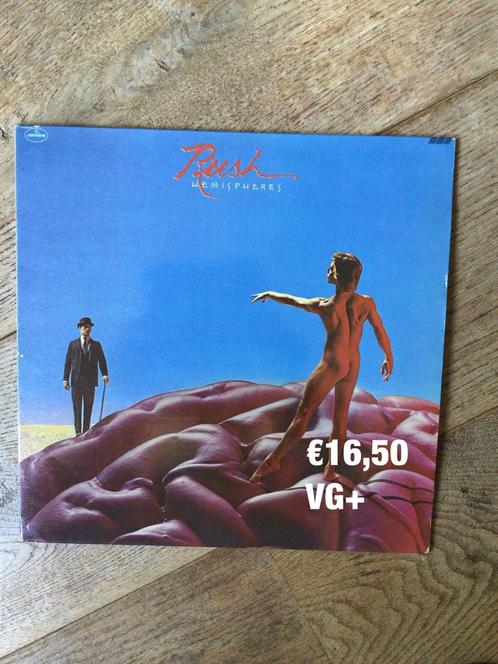 Rush
HEMISPHERES
€16,50
VG+